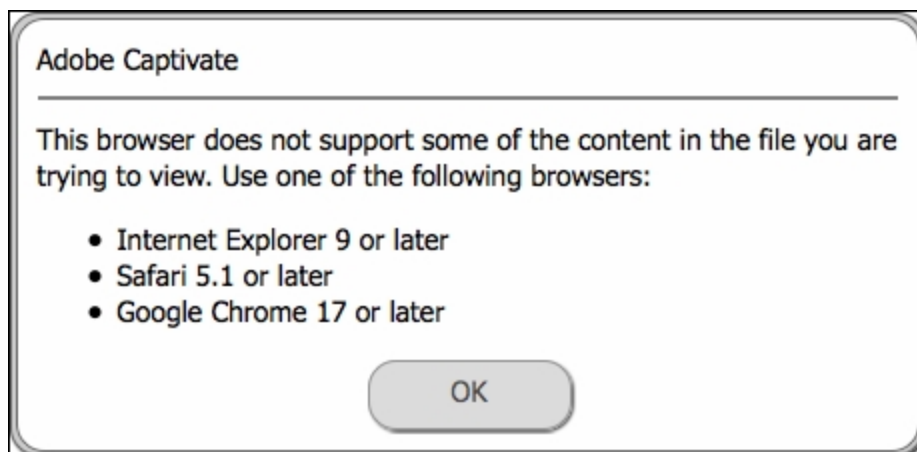 Adobe Captivate
This browser does not support some of the content in the file you are
trying to view. Use one of the following browsers:
• Internet Explorer 9 or later
• Safari 5.1 or later
• Google Chrome 17 or later
OK